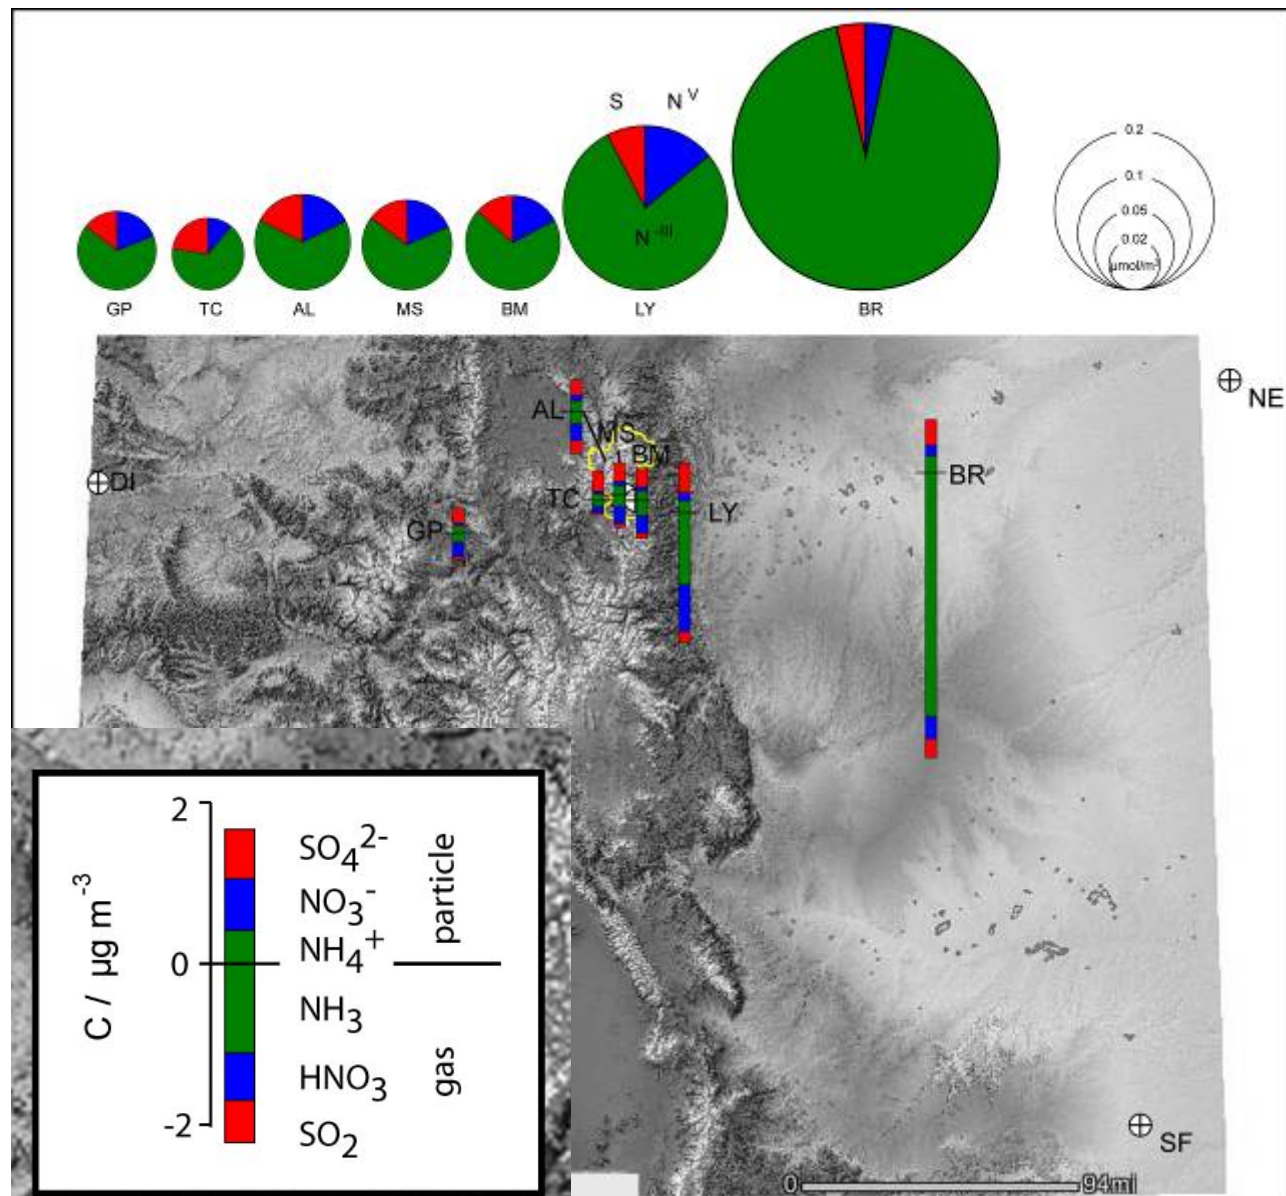 S N V
0.2
0.1
0.05
0.02
µmol/m³
N-III
GP TC AL MS BM LY BR
NE
AL
MS
BM
BR
DI
TC
LY
GP
2
SO₄²⁻
NO₃⁻
particle
NH₄⁺
0
C / µg m⁻³
NH₃
HNO₃
gas
-2
SO₂
SF
0 94mi